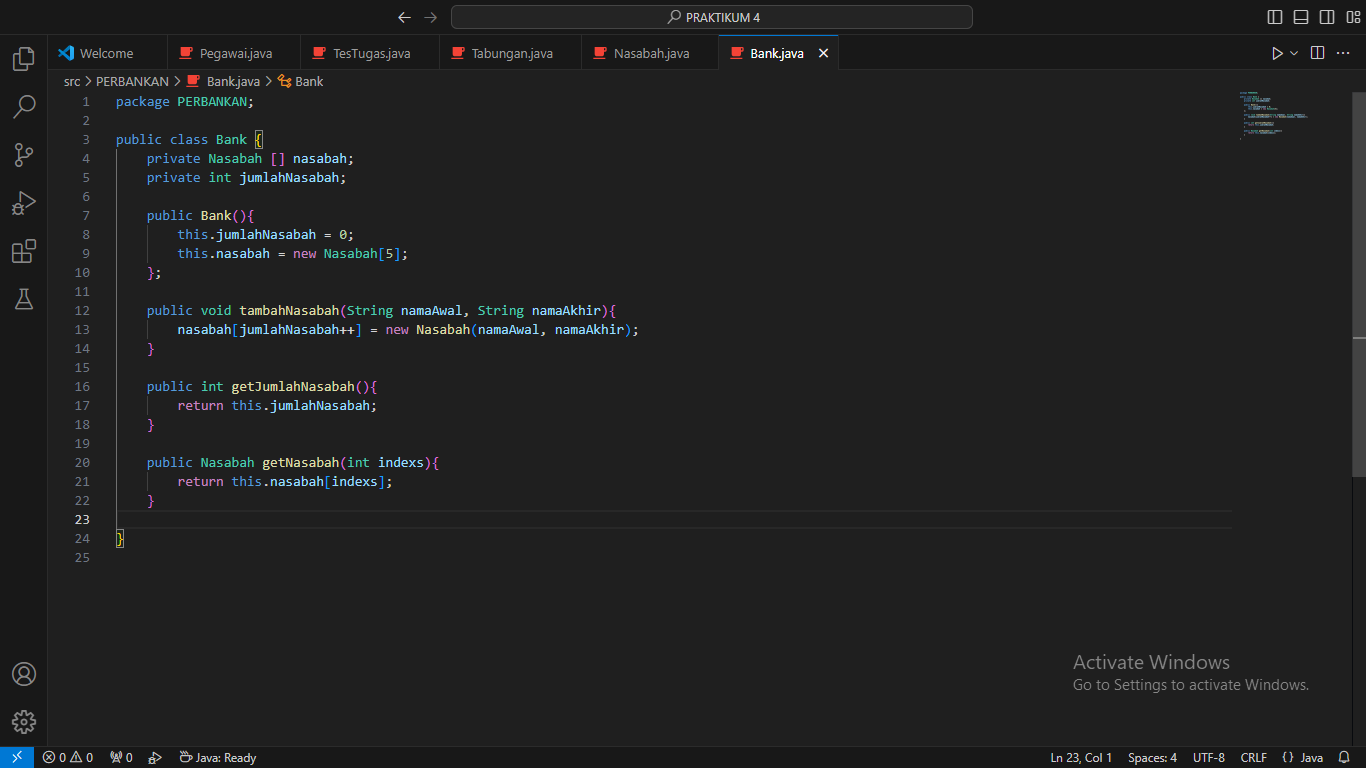 PRAKTIKUM 4
Welcome Pegawai.java TesTugas.java Tabungan.java Nasabah.java Bank.java
src > PERBANKAN > Bank.java > Bank
1 package PERBANKAN;
2
3 public class Bank {
4 private Nasabah [] nasabah;
5 private int jumlahNasabah;
6
7 public Bank(){
8 this.jumlahNasabah = 0;
9 this.nasabah = new Nasabah[5];
10 };
11
12 public void tambahNasabah(String namaAwal, String namaAkhir){
13 nasabah[jumlahNasabah++] = new Nasabah(namaAwal, namaAkhir);
14 }
15
16 public int getJumlahNasabah(){
17 return this.jumlahNasabah;
18 }
19
20 public Nasabah getNasabah(int indexs){
21 return this.nasabah[indexs];
22 }
23
24 }
25
Activate Windows
Go to Settings to activate Windows.
0 0 0 Java: Ready Ln 23, Col 1 Spaces: 4 UTF-8 CRLF {} Java